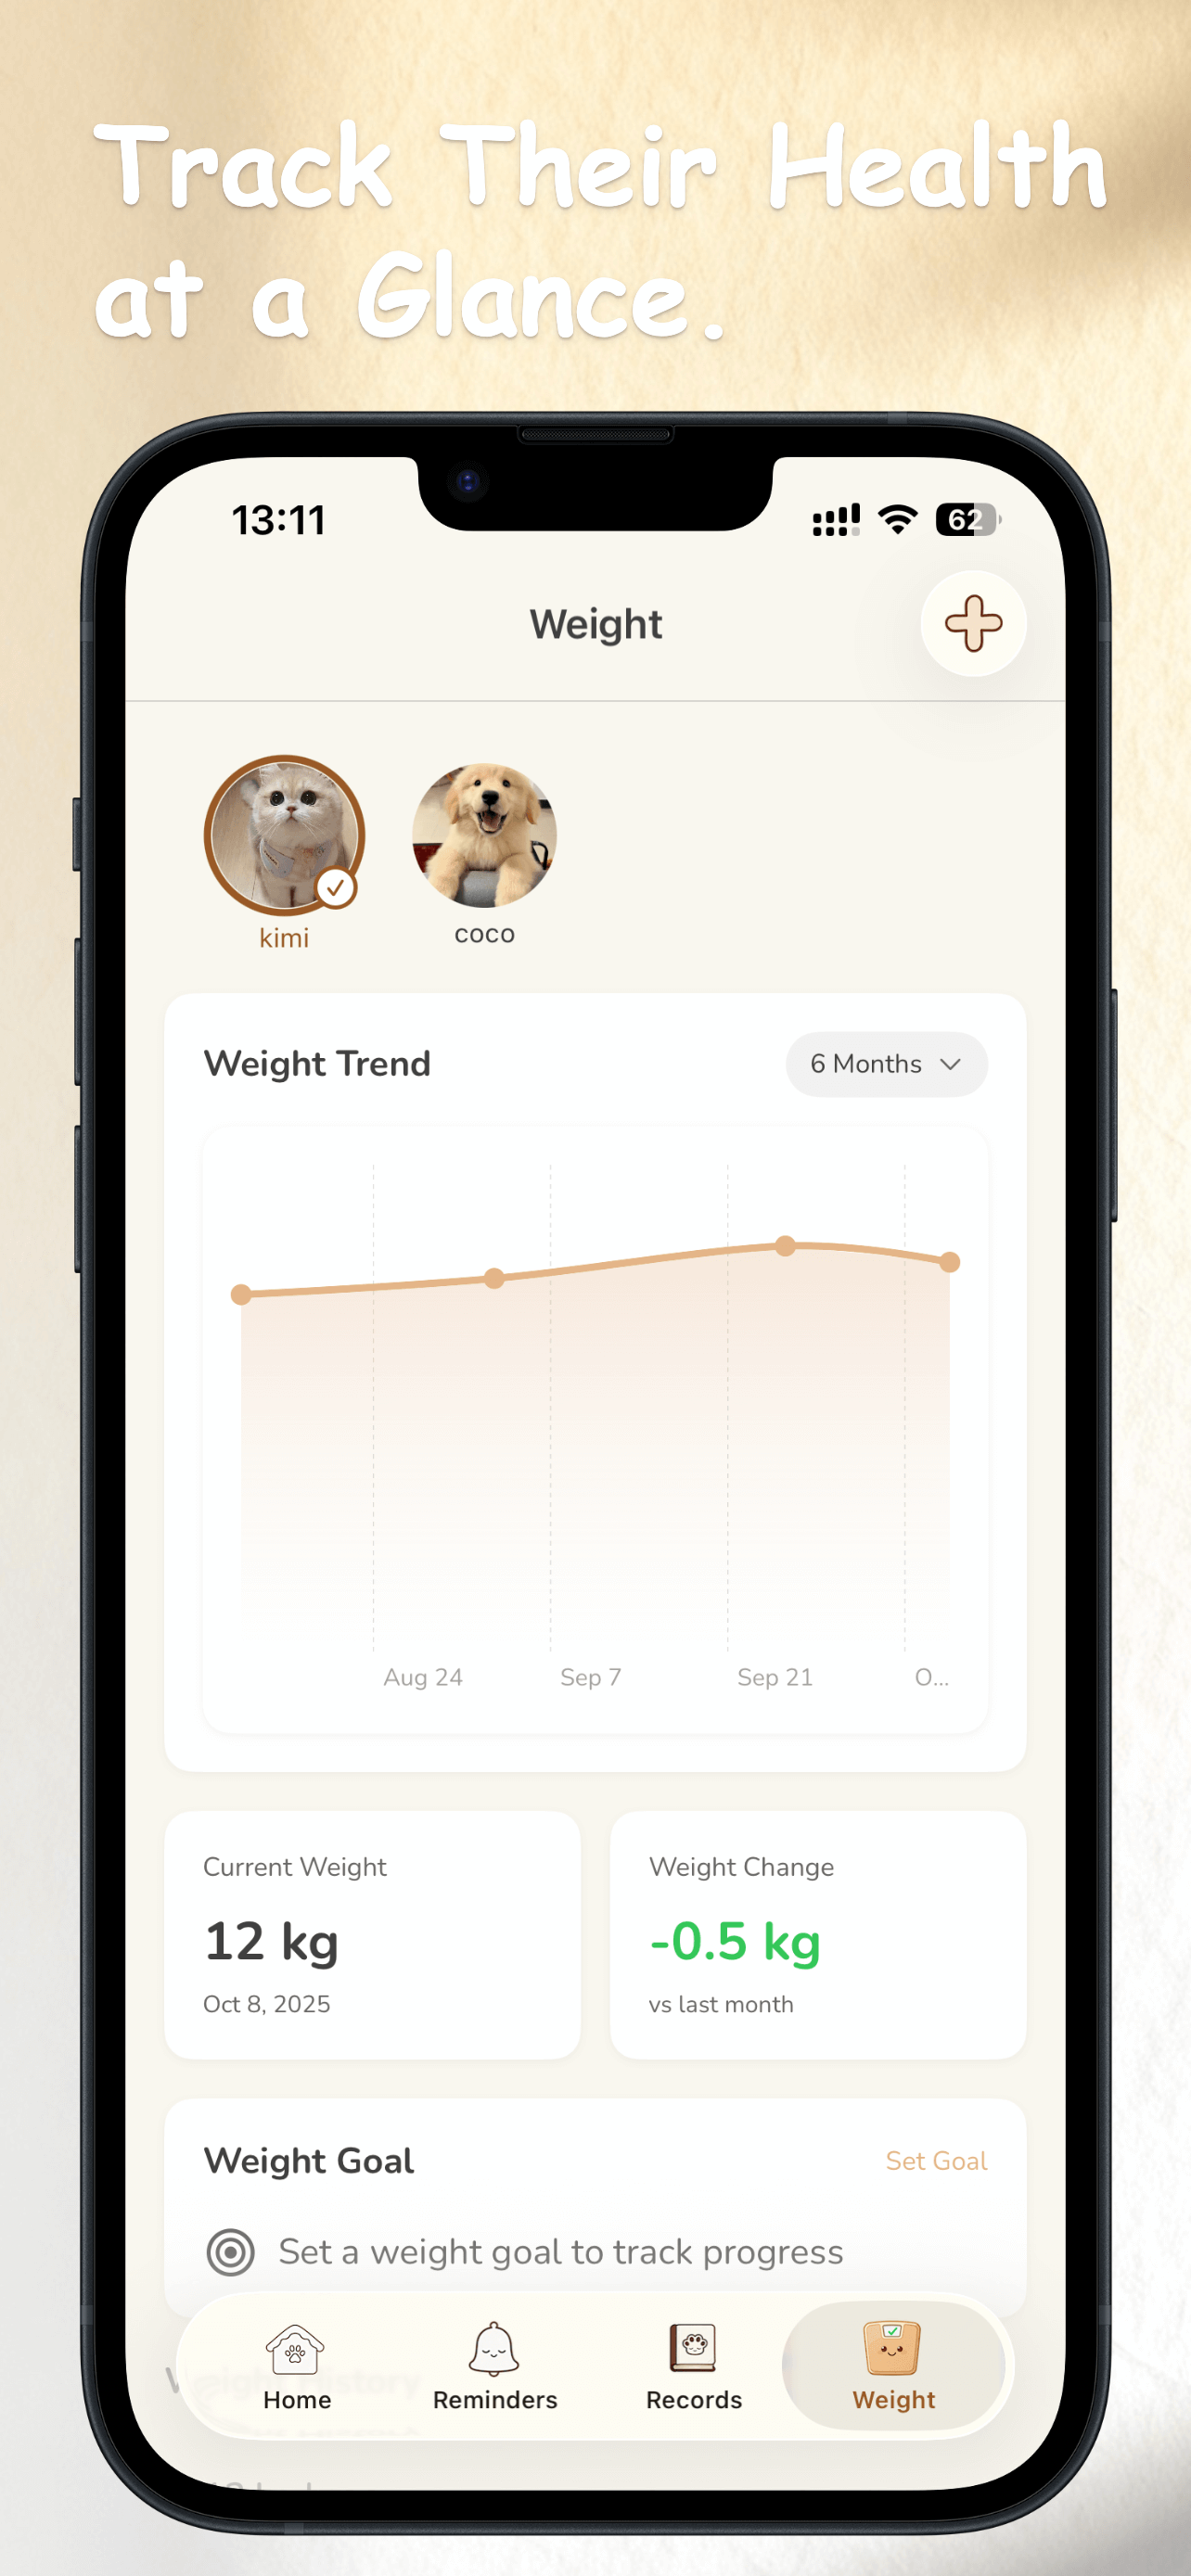 Track Their Health
at a Glance.
13:11
62
Weight
kimi
coco
Weight Trend
6 Months
Aug 24
Sep 7
Sep 21
O...
Current Weight
12 kg
Oct 8, 2025
Weight Change
-0.5 kg
vs last month
Weight Goal
Set Goal
Set a weight goal to track progress
Weight History
Home
Reminders
Records
Weight